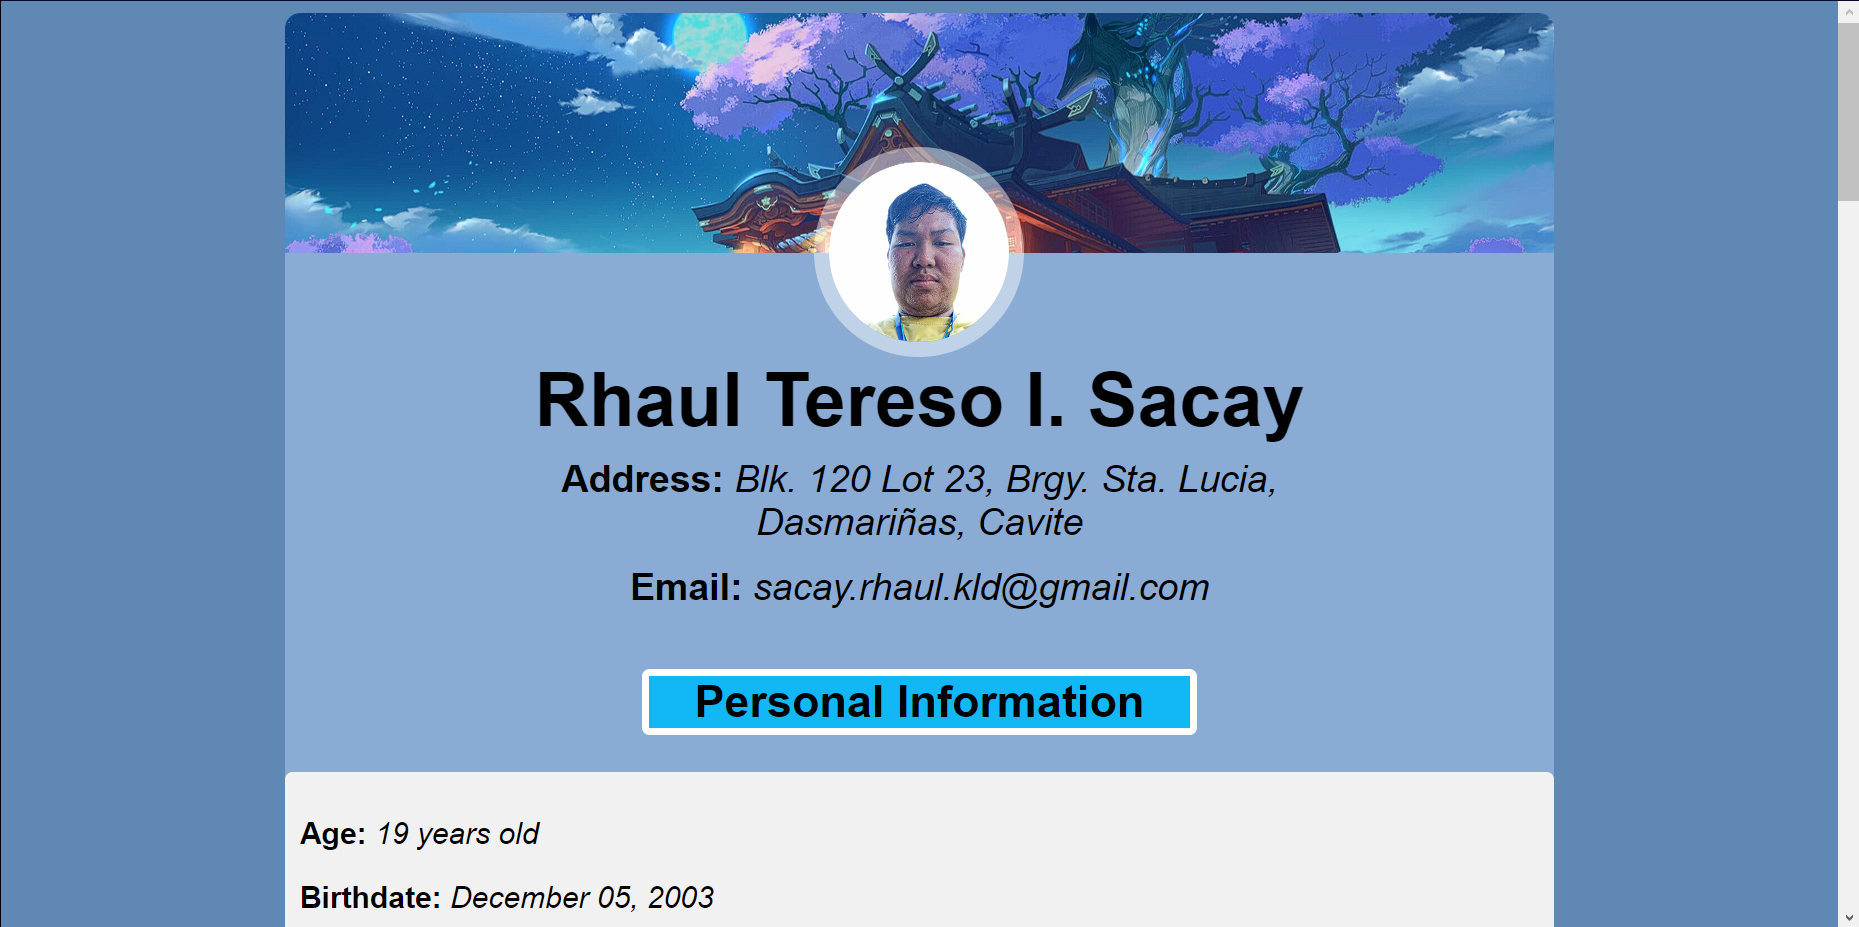 Rhaul Tereso I. Sacay
Address: Blk. 120 Lot 23, Brgy. Sta. Lucia,
Dasmariñas, Cavite
Email: sacay.rhaul.kld@gmail.com
Personal Information
Age: 19 years old
Birthdate: December 05, 2003